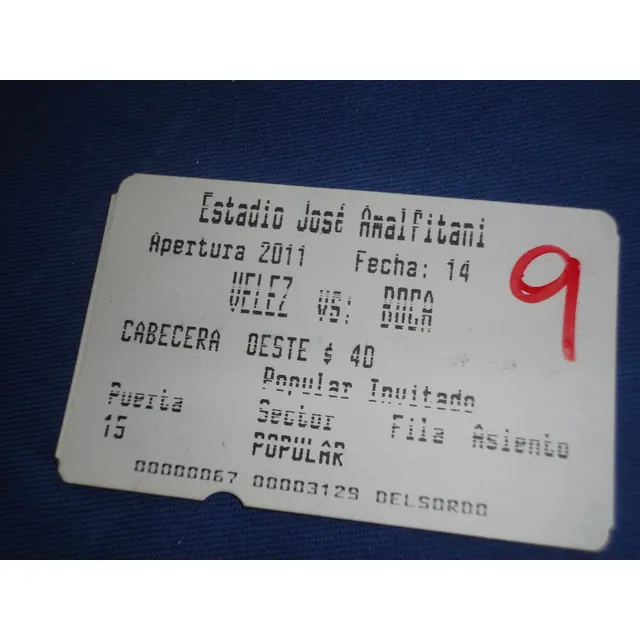 Estadio José Amalfitani
Apertura 2011 Fecha: 14
9
VELEZ VS: BOCA
CABECERA OESTE $ 40
Popular Invitado
Puerta Sector Fila Asiento
15 POPULAR
00000067 00003129 DELSORDO